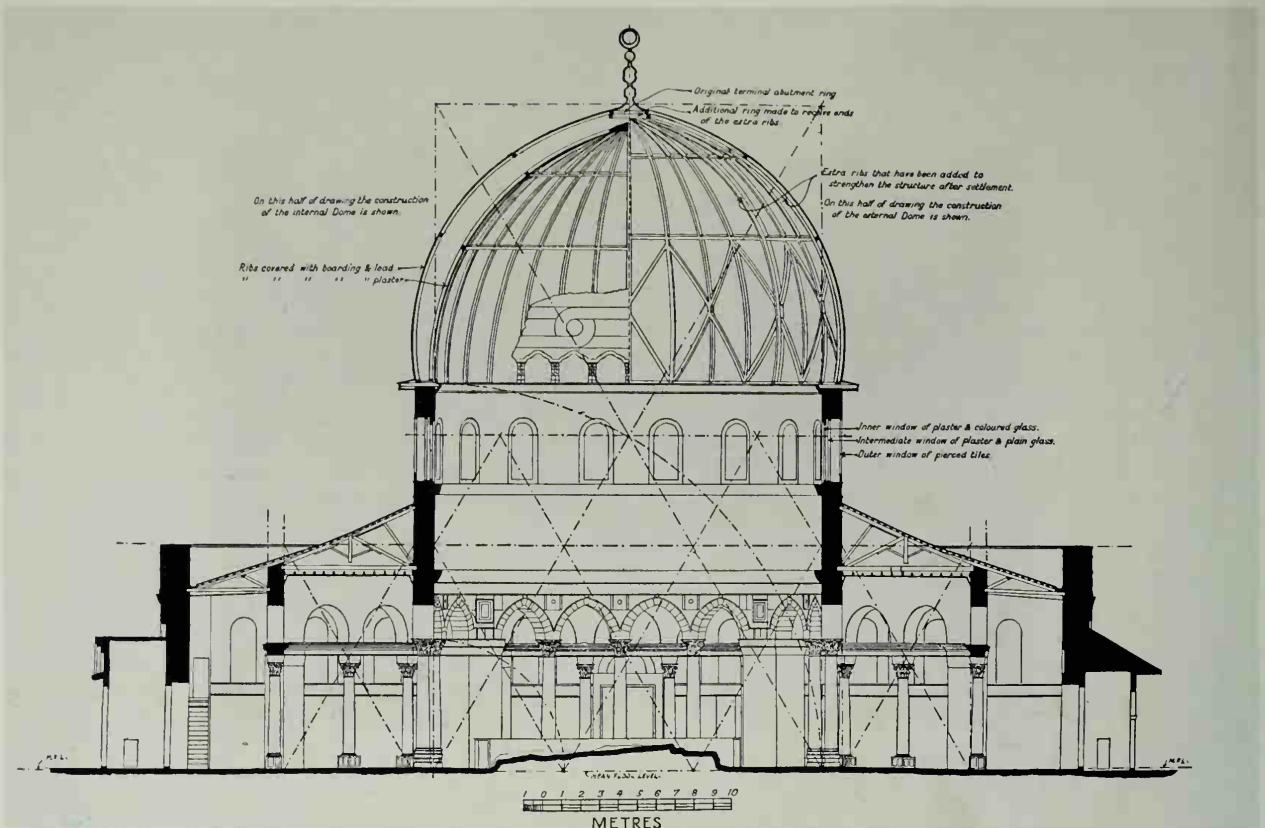 Original terminal abutment ring
Additional ring made to receive ends
of the extra ribs.
Extra ribs that have been added to
strengthen the structure after settlement.
On this half of drawing the construction
of the external Dome is shown.
On this half of drawing the construction
of the internal Dome is shown.
Ribs covered with boarding & lead
" " " " " plaster
Inner window of plaster & coloured glass.
Intermediate window of plaster & plain glass.
Outer window of pierced tiles.
M.F.L.
M.F.L.
MEAN FLOOR LEVEL.
1 0 1 2 3 4 5 6 7 8 9 10
METRES